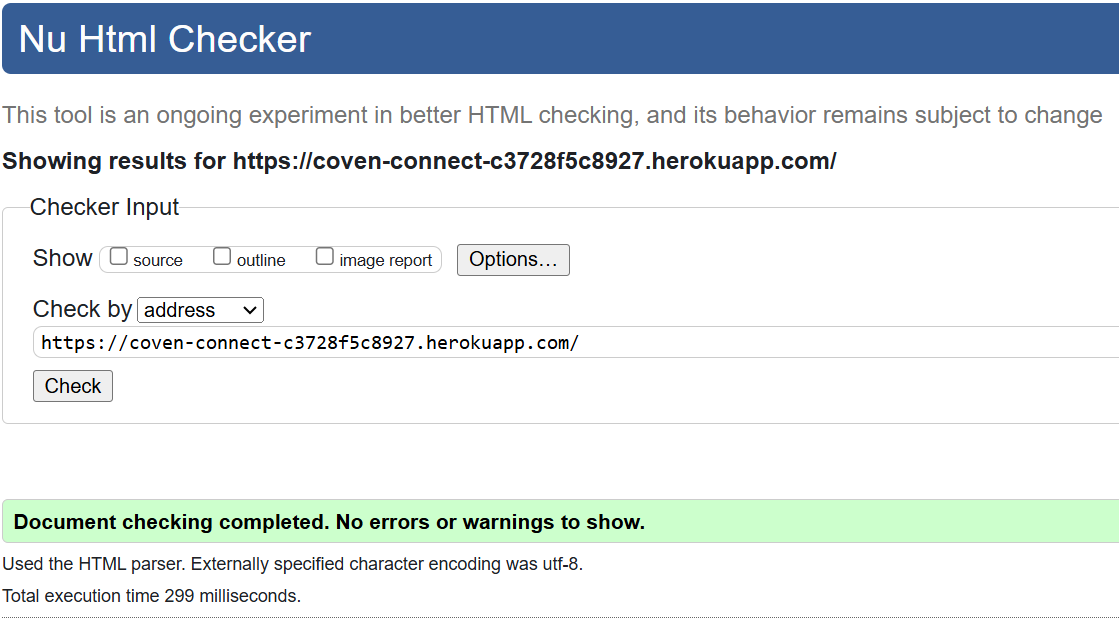 Nu Html Checker
This tool is an ongoing experiment in better HTML checking, and its behavior remains subject to change
Showing results for https://coven-connect-c3728f5c8927.herokuapp.com/
Checker Input
Show source outline image report Options…
Check by address
https://coven-connect-c3728f5c8927.herokuapp.com/
Check
Document checking completed. No errors or warnings to show.
Used the HTML parser. Externally specified character encoding was utf-8.
Total execution time 299 milliseconds.